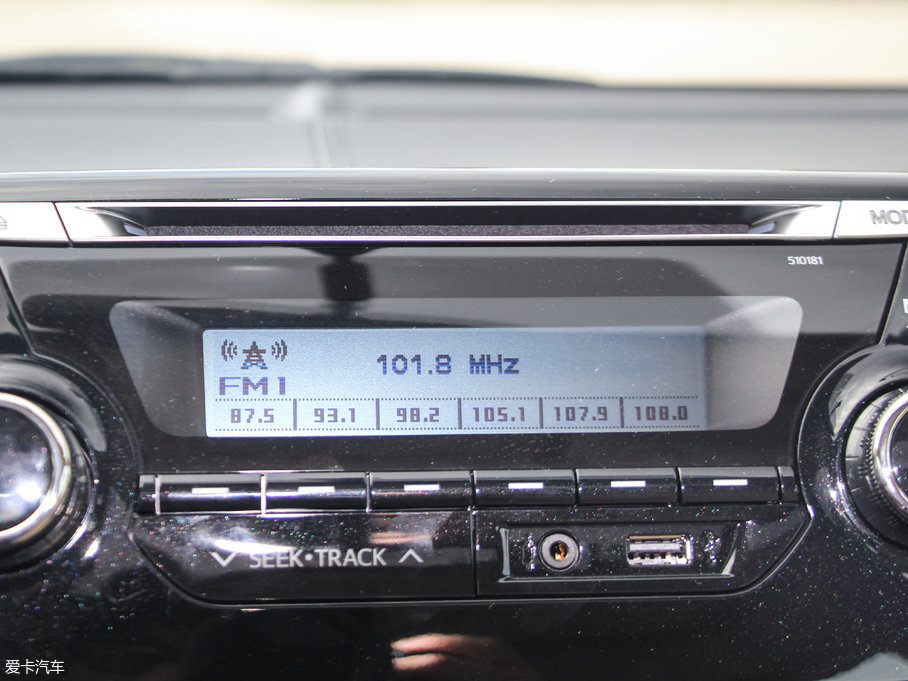 MOD
510181
101.8 MHz
FM1
87.5 93.1 98.2 105.1 107.9 108.0
SEEK•TRACK
爱卡汽车